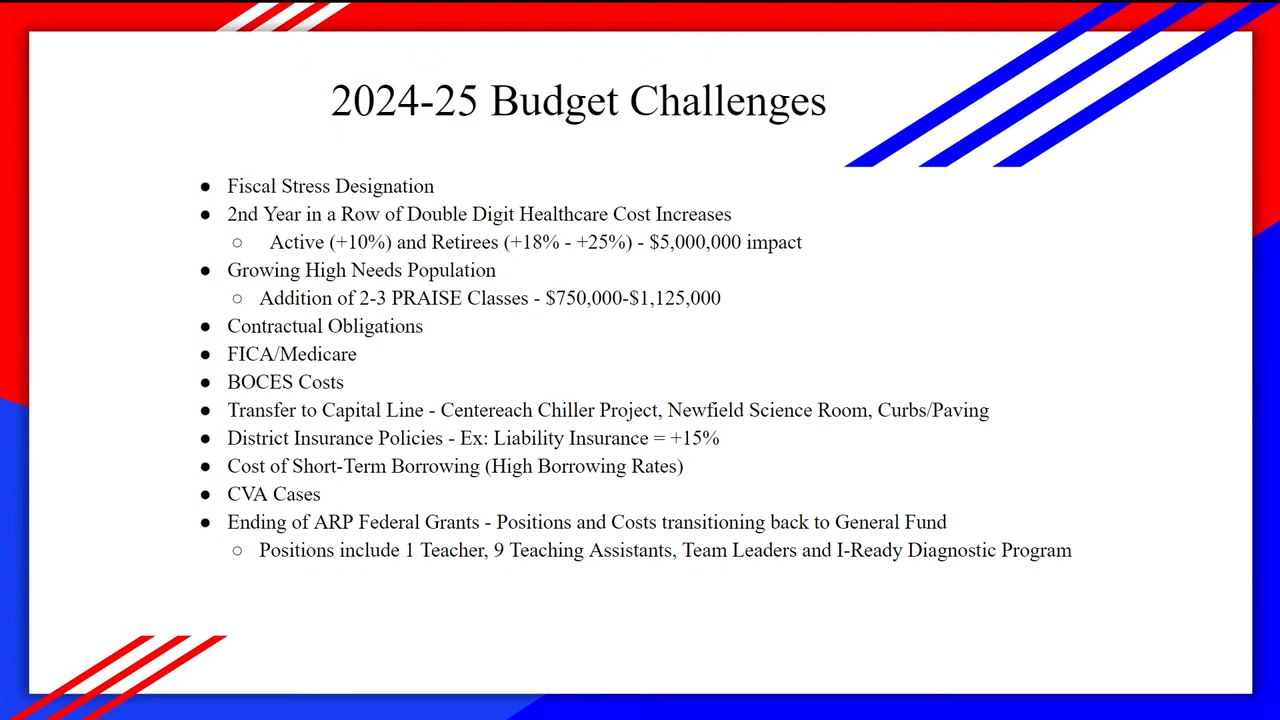 2024-25 Budget Challenges
● Fiscal Stress Designation
● 2nd Year in a Row of Double Digit Healthcare Cost Increases
○ Active (+10%) and Retirees (+18% - +25%) - $5,000,000 impact
● Growing High Needs Population
○ Addition of 2-3 PRAISE Classes - $750,000-$1,125,000
● Contractual Obligations
● FICA/Medicare
● BOCES Costs
● Transfer to Capital Line - Centereach Chiller Project, Newfield Science Room, Curbs/Paving
● District Insurance Policies - Ex: Liability Insurance = +15%
● Cost of Short-Term Borrowing (High Borrowing Rates)
● CVA Cases
● Ending of ARP Federal Grants - Positions and Costs transitioning back to General Fund
○ Positions include 1 Teacher, 9 Teaching Assistants, Team Leaders and I-Ready Diagnostic Program